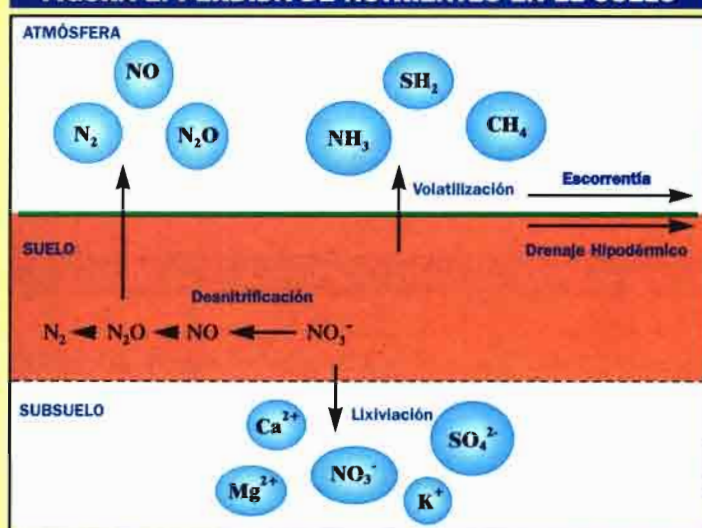 ATMÓSFERA
NO
SH₂
N₂
N₂O
NH₃
CH₄
Volatilización
Escorrentía
SUELO
Drenaje Hipodérmico
Desnitrificación
N₂ N₂O NO NO₃⁻
SUBSUELO
Lixiviación
Ca²⁺
SO₄²⁻
NO₃⁻
Mg²⁺
K⁺